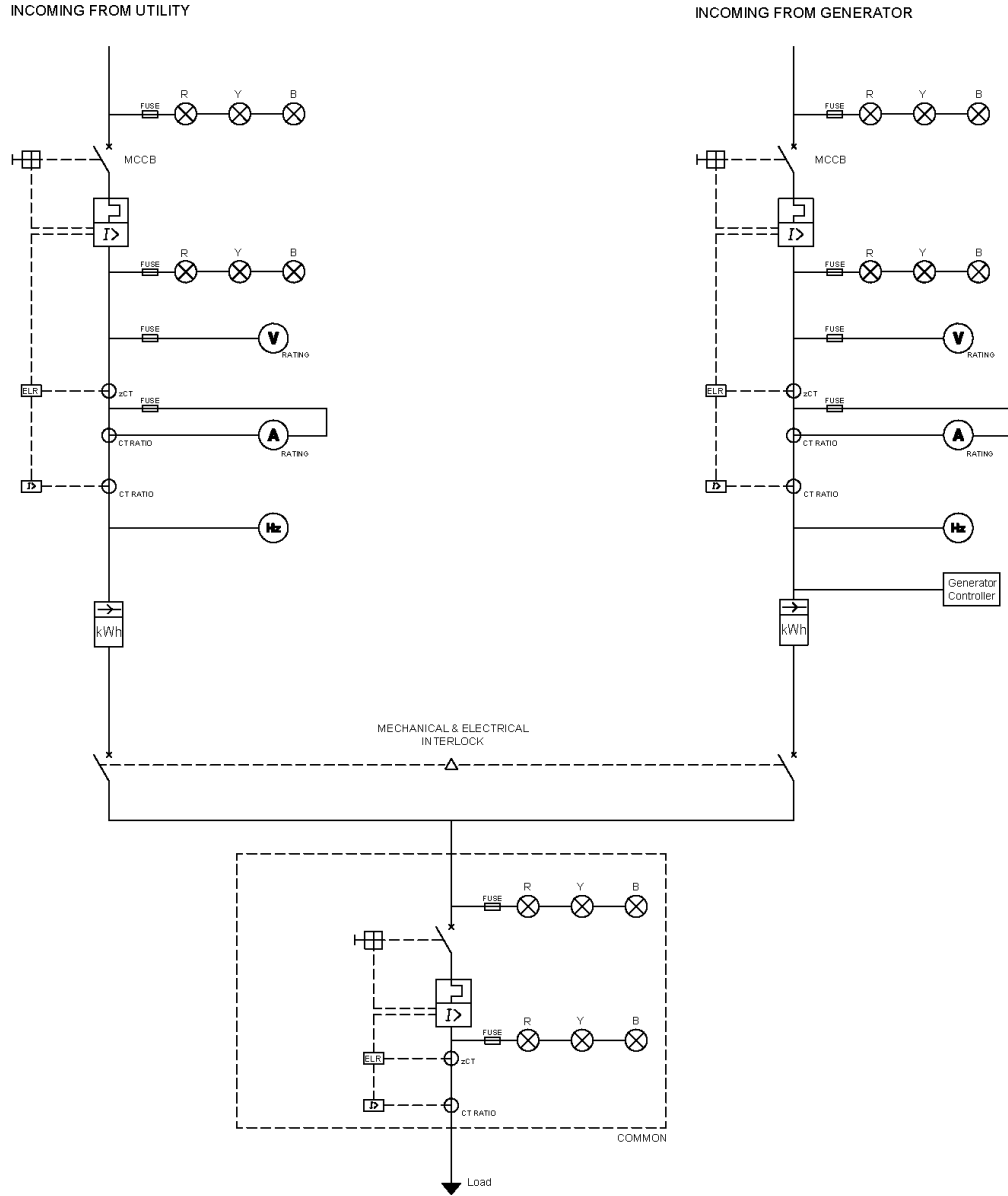 INCOMING FROM UTILITY
INCOMING FROM GENERATOR
FUSE R Y B
FUSE R Y B
MCCB
MCCB
I>
I>
FUSE R Y B
FUSE R Y B
FUSE V RATING
FUSE V RATING
ELR zCT
ELR zCT
FUSE
FUSE
CT RATIO A RATING
CT RATIO A RATING
I> CT RATIO
I> CT RATIO
Hz
Hz
Generator
Controller
kWh
kWh
MECHANICAL & ELECTRICAL
INTERLOCK
FUSE R Y B
I>
FUSE R Y B
ELR zCT
I> CT RATIO
COMMON
Load